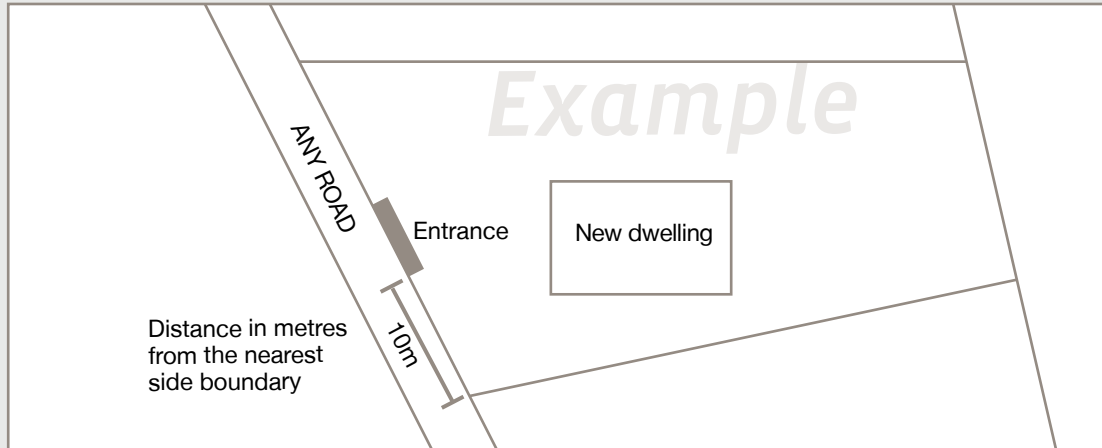 Example
ANY ROAD
Entrance
New dwelling
10m
Distance in metres
from the nearest
side boundary